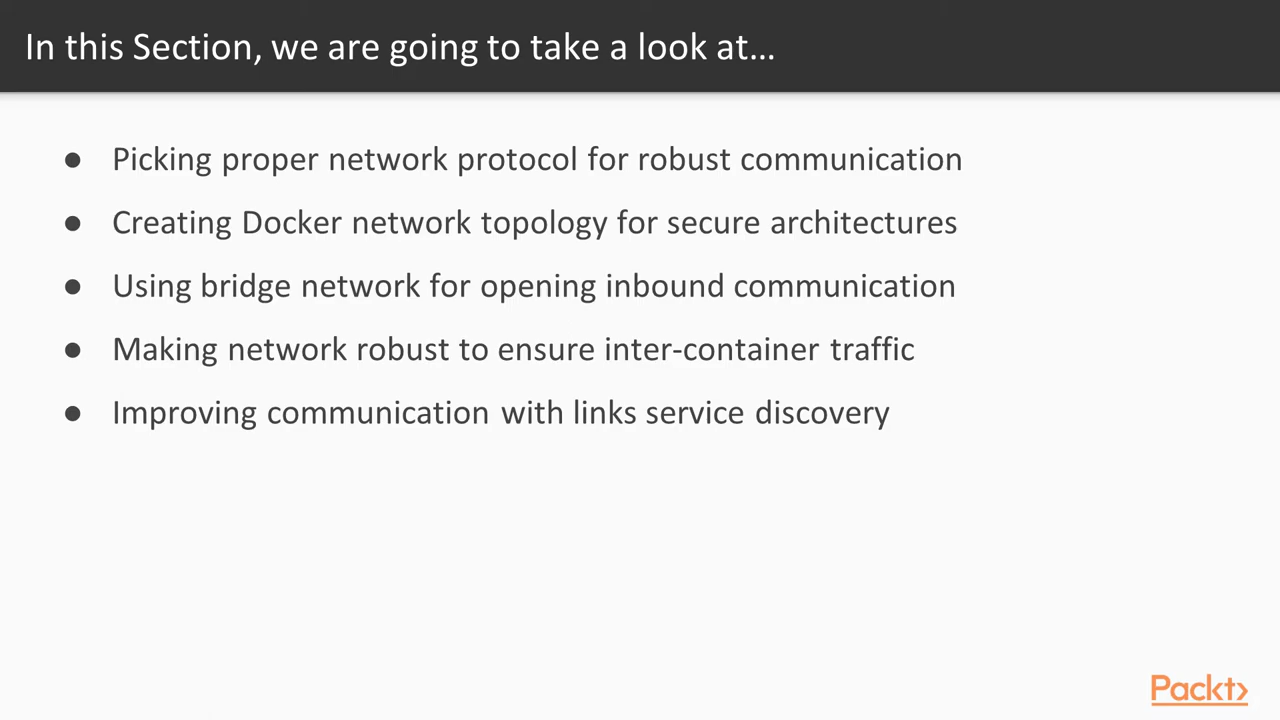 In this Section, we are going to take a look at...
● Picking proper network protocol for robust communication
● Creating Docker network topology for secure architectures
● Using bridge network for opening inbound communication
● Making network robust to ensure inter-container traffic
● Improving communication with links service discovery
Packt>